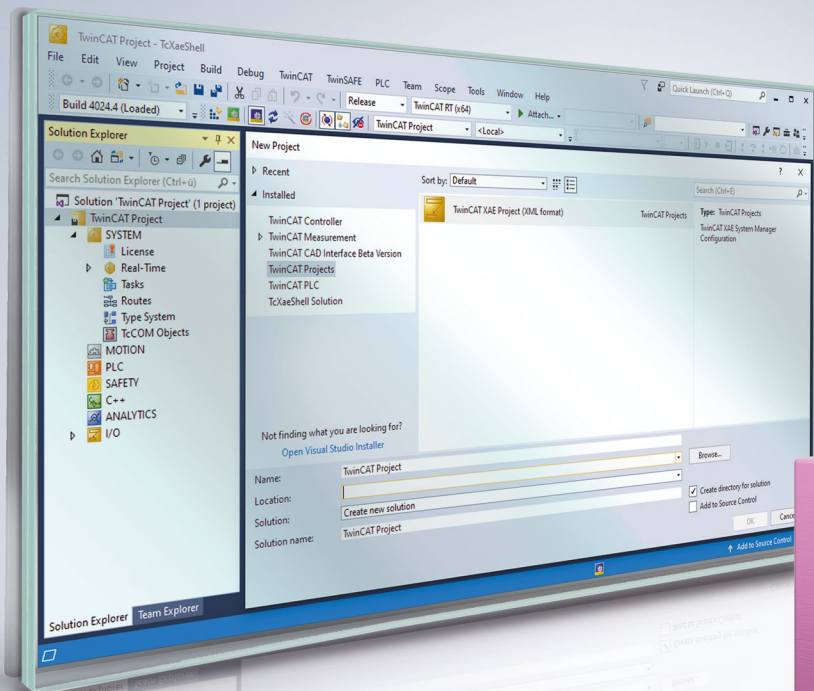 TwinCAT Project - TcXaeShell
Quick Launch (Ctrl+Q)
File Edit View Project Build Debug TwinCAT TwinSAFE PLC Team Scope Tools Window Help
Release TwinCAT RT (x64) Attach...
Build 4024.4 (Loaded) TwinCAT Project <Local>
Solution Explorer
Search Solution Explorer (Ctrl+ü)
Solution 'TwinCAT Project' (1 project)
TwinCAT Project
SYSTEM
License
Real-Time
Tasks
Routes
Type System
TcCOM Objects
MOTION
PLC
SAFETY
C++
ANALYTICS
I/O
Solution Explorer Team Explorer
New Project ? X
Recent
Installed
TwinCAT Controller
TwinCAT Measurement
TwinCAT CAD Interface Beta Version
TwinCAT Projects
TwinCAT PLC
TcXaeShell Solution
Not finding what you are looking for?
Open Visual Studio Installer
Sort by: Default
Search (Ctrl+E)
TwinCAT XAE Project (XML format) TwinCAT Projects
Type: TwinCAT Projects
TwinCAT XAE System Manager
Configuration
Name: TwinCAT Project
Location: Browse...
Solution: Create new solution
Solution name: TwinCAT Project
Create directory for solution
Add to Source Control
OK Cance
Add to Source Control